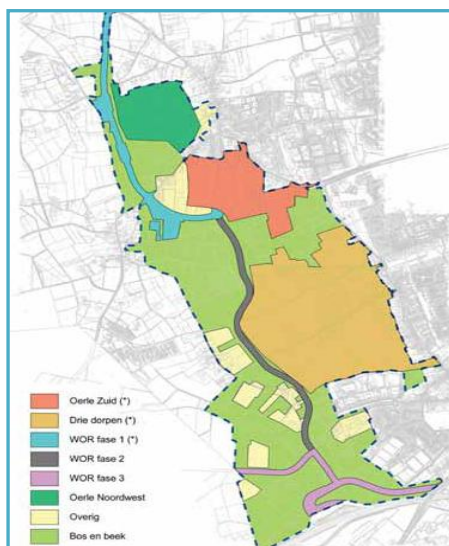 Oerle Zuid (*)
Drie dorpen (*)
WOR fase 1 (*)
WOR fase 2
WOR fase 3
Oerle Noordwest
Overig
Bos en beek